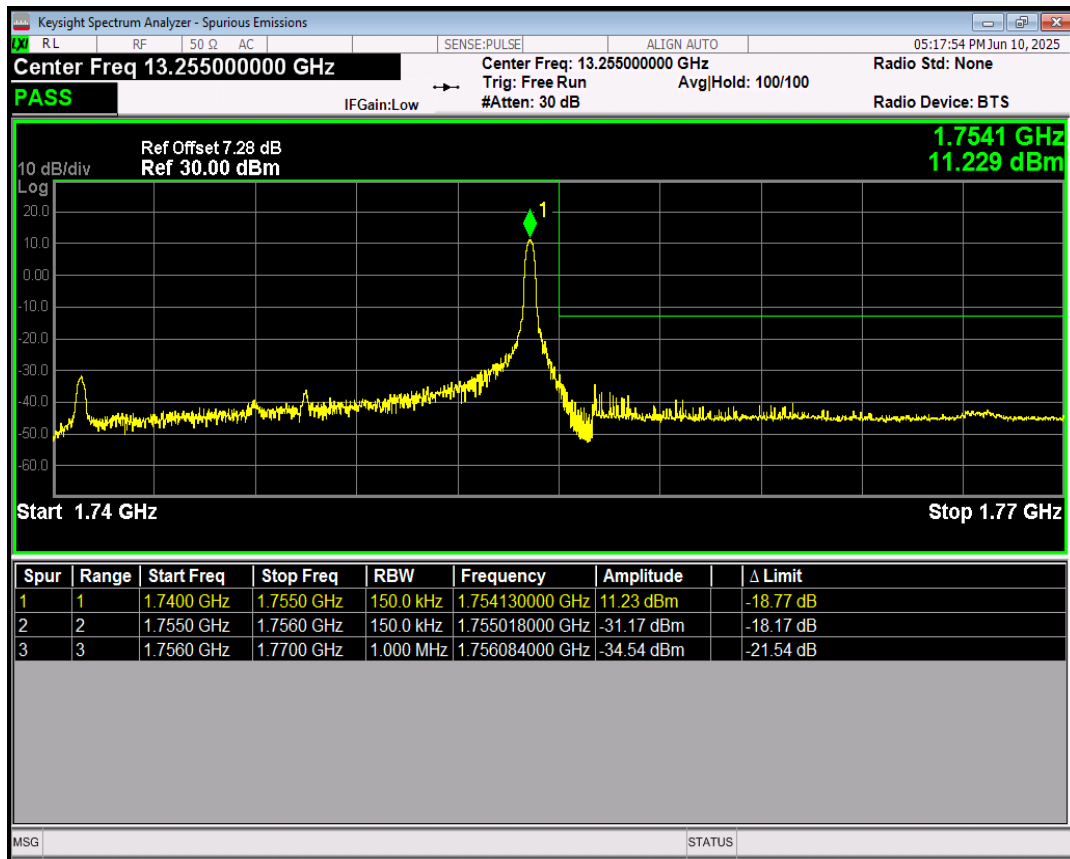 Keysight Spectrum Analyzer - Spurious Emissions
LXI RL RF 50 Ω AC SENSE:PULSE ALIGN AUTO 05:17:54 PM Jun 10, 2025
Center Freq 13.255000000 GHz
Center Freq: 13.255000000 GHz
Radio Std: None
Trig: Free Run
Avg|Hold: 100/100
PASS
IFGain:Low
#Atten: 30 dB
Radio Device: BTS
1.7541 GHz
11.229 dBm
Ref Offset 7.28 dB
10 dB/div Ref 30.00 dBm
Log
20.0
10.0
0.00
-10.0
-20.0
-30.0
-40.0
-50.0
-60.0
1
Start 1.74 GHz Stop 1.77 GHz
Spur Range Start Freq Stop Freq RBW Frequency Amplitude Δ Limit
1 1 1.7400 GHz 1.7550 GHz 150.0 kHz 1.754130000 GHz 11.23 dBm -18.77 dB
2 2 1.7550 GHz 1.7560 GHz 150.0 kHz 1.755018000 GHz -31.17 dBm -18.17 dB
3 3 1.7560 GHz 1.7700 GHz 1.000 MHz 1.756084000 GHz -34.54 dBm -21.54 dB
MSG STATUS